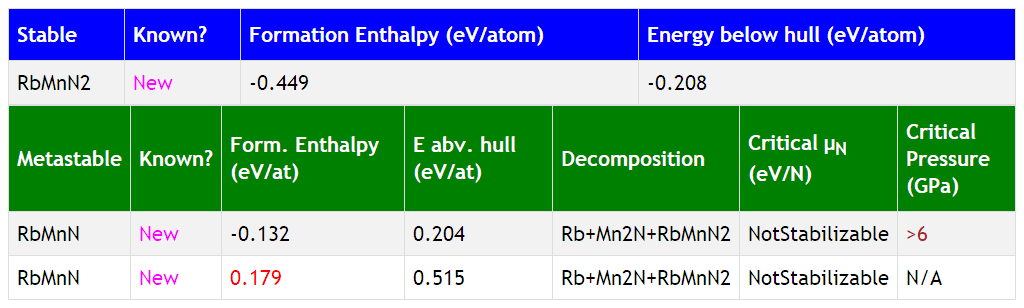 Stable Known? Formation Enthalpy (eV/atom) Energy below hull (eV/atom)
RbMnN2 New -0.449 -0.208
Metastable Known? Form. Enthalpy (eV/at) E abv. hull (eV/at) Decomposition Critical μN (eV/N) Critical Pressure (GPa)
RbMnN New -0.132 0.204 Rb+Mn2N+RbMnN2 NotStabilizable >6
RbMnN New 0.179 0.515 Rb+Mn2N+RbMnN2 NotStabilizable N/A